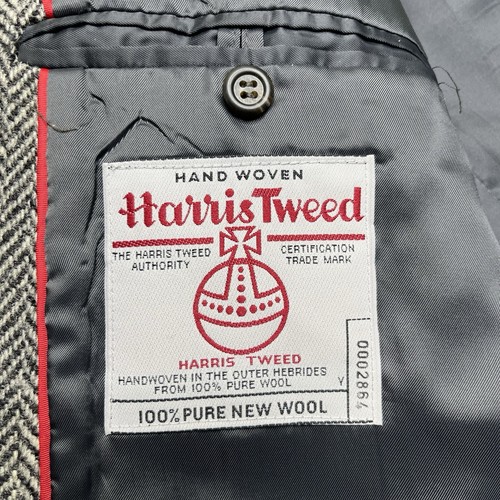 HAND WOVEN
Harris Tweed
THE HARRIS TWEED AUTHORITY
CERTIFICATION TRADE MARK
HARRIS TWEED
HANDWOVEN IN THE OUTER HEBRIDES
FROM 100% PURE WOOL
Y
0002864
100% PURE NEW WOOL